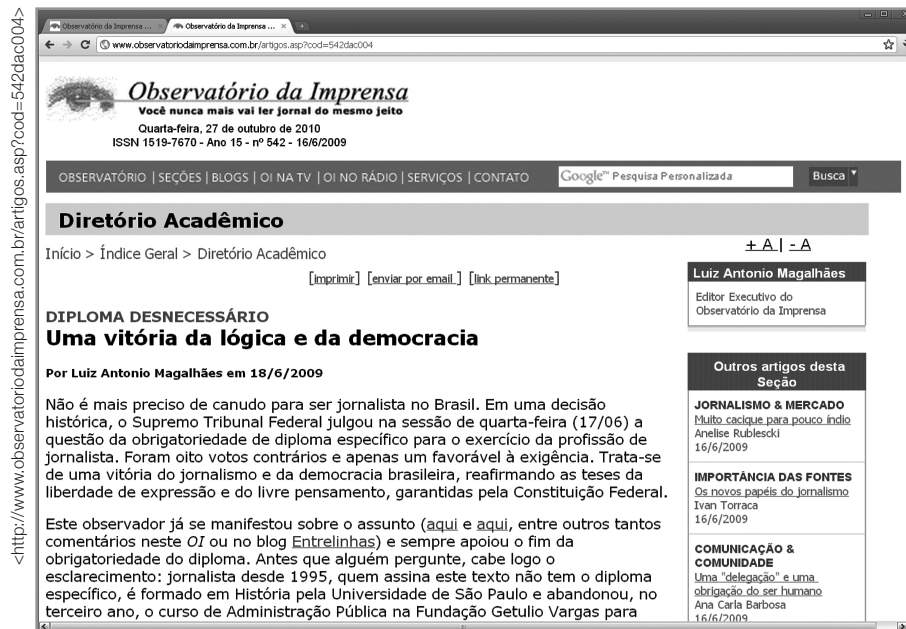 <http://www.observatoriodaimprensa.com.br/artigos.asp?cod=542dac004>
Observatório da Imprensa ...
Observatório da Imprensa ...
www.observatoriodaimprensa.com.br/artigos.asp?cod=542dac004
Observatório da Imprensa
Você nunca mais vai ler jornal do mesmo jeito
Quarta-feira, 27 de outubro de 2010
ISSN 1519-7670 - Ano 15 - nº 542 - 16/6/2009
OBSERVATÓRIO | SEÇÕES | BLOGS | OI NA TV | OI NO RÁDIO | SERVIÇOS | CONTATO
Google™ Pesquisa Personalizada
Busca
Diretório Acadêmico
Início > Índice Geral > Diretório Acadêmico
[imprimir] [enviar por email ] [link permanente]
DIPLOMA DESNECESSÁRIO
Uma vitória da lógica e da democracia
Por Luiz Antonio Magalhães em 18/6/2009
Não é mais preciso de canudo para ser jornalista no Brasil. Em uma decisão
histórica, o Supremo Tribunal Federal julgou na sessão de quarta-feira (17/06) a
questão da obrigatoriedade de diploma específico para o exercício da profissão de
jornalista. Foram oito votos contrários e apenas um favorável à exigência. Trata-se
de uma vitória do jornalismo e da democracia brasileira, reafirmando as teses da
liberdade de expressão e do livre pensamento, garantidas pela Constituição Federal.
Este observador já se manifestou sobre o assunto (aqui e aqui, entre outros tantos
comentários neste OI ou no blog Entrelinhas) e sempre apoiou o fim da
obrigatoriedade do diploma. Antes que alguém pergunte, cabe logo o
esclarecimento: jornalista desde 1995, quem assina este texto não tem o diploma
específico, é formado em História pela Universidade de São Paulo e abandonou, no
terceiro ano, o curso de Administração Pública na Fundação Getulio Vargas para
+ A | - A
Luiz Antonio Magalhães
Editor Executivo do
Observatório da Imprensa
Outros artigos desta
Seção
JORNALISMO & MERCADO
Muito cacique para pouco índio
Anelise Rublescki
16/6/2009
IMPORTÂNCIA DAS FONTES
Os novos papéis do jornalismo
Ivan Torraca
16/6/2009
COMUNICAÇÃO &
COMUNIDADE
Uma "delegação" e uma
obrigação do ser humano
Ana Carla Barbosa
16/6/2009